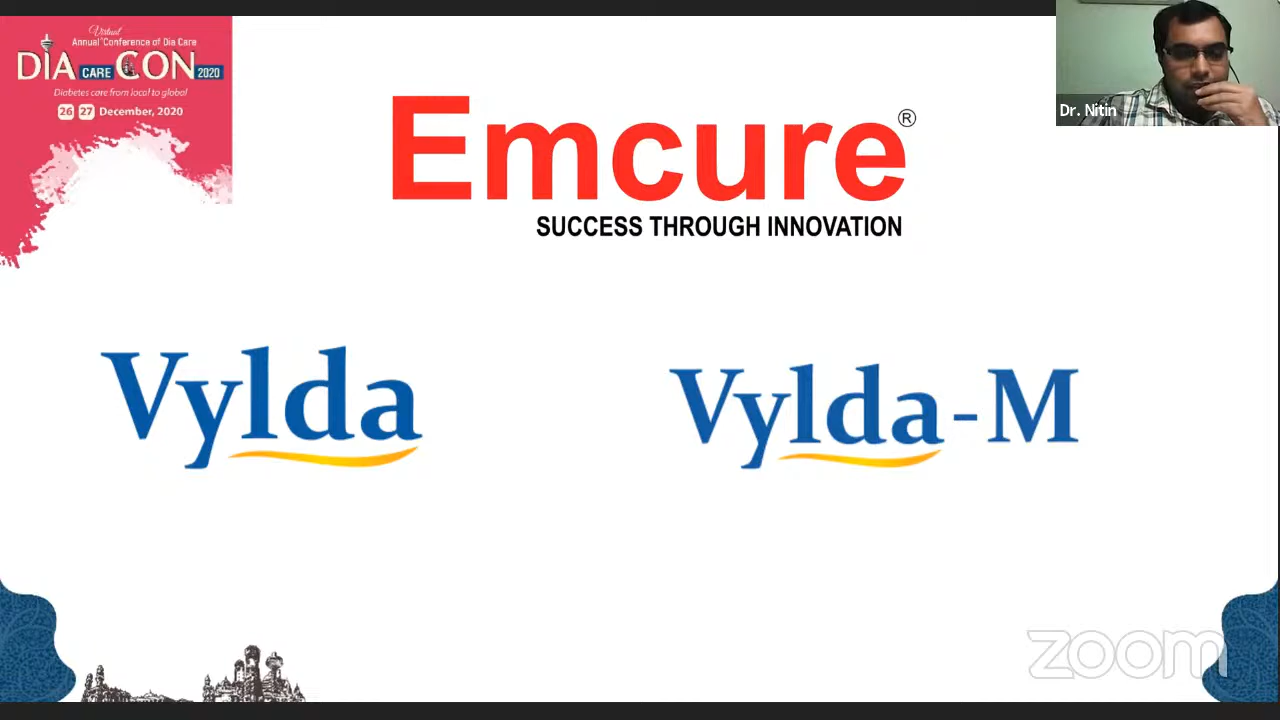 Virtual
Annual Conference of Dia Care
DIA CARE CON 2020
Diabetes care from local to global
26 27 December, 2020
Dr. Nitin
Emcure®
SUCCESS THROUGH INNOVATION
Vylda
Vylda-M
zoom